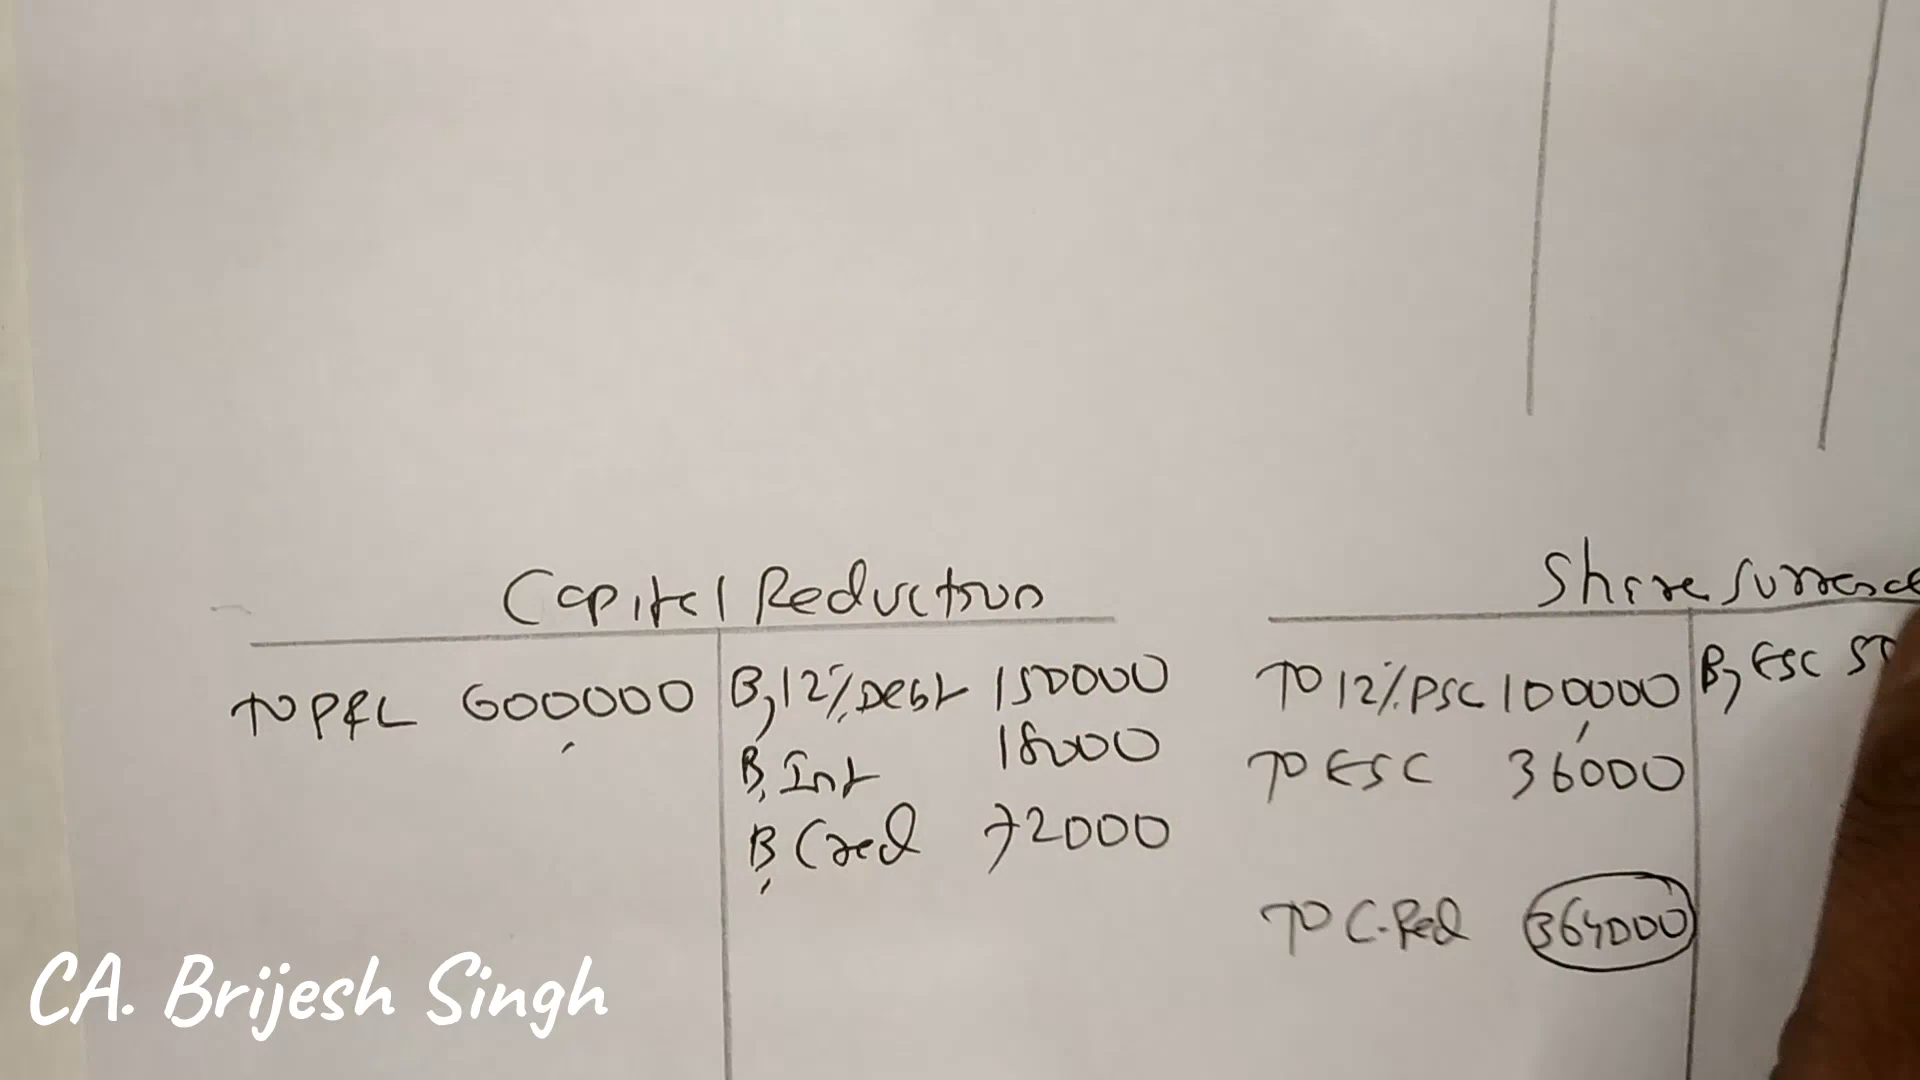 Capital Reduction
TO P&L 600000
By 12% Debt 150000
By Int 18000
By Cred 72000
Share Surrende
TO 12% PSC 100000
TO ESC 36000
TO C.Red 364000
By ESC
CA. Brijesh Singh